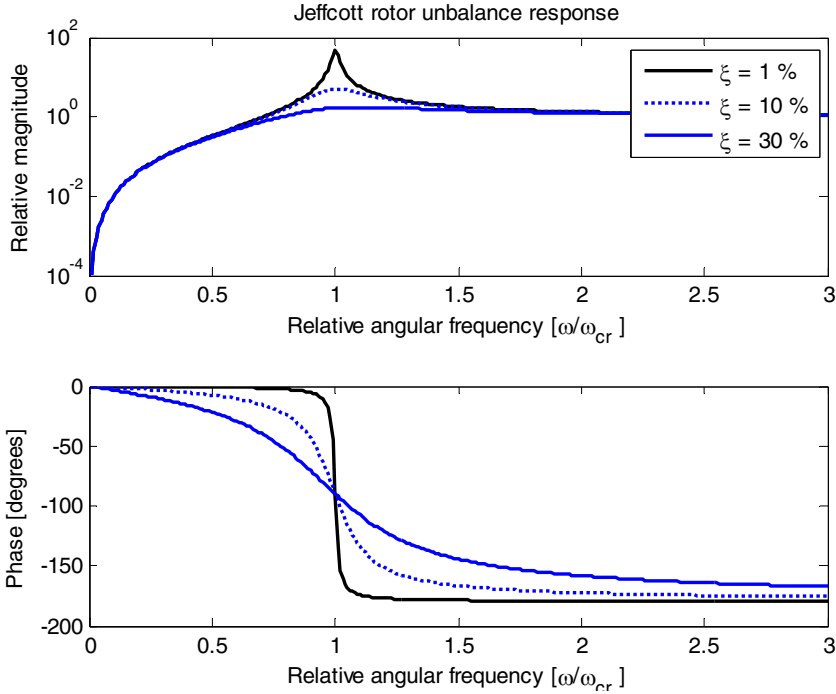 Jeffcott rotor unbalance response
10^2
10^0
10^-2
10^-4
Relative magnitude
ξ = 1 %
ξ = 10 %
ξ = 30 %
0 0.5 1 1.5 2 2.5 3
Relative angular frequency [ω/ω_cr ]
0
-50
-100
-150
-200
Phase [degrees]
0 0.5 1 1.5 2 2.5 3
Relative angular frequency [ω/ω_cr ]